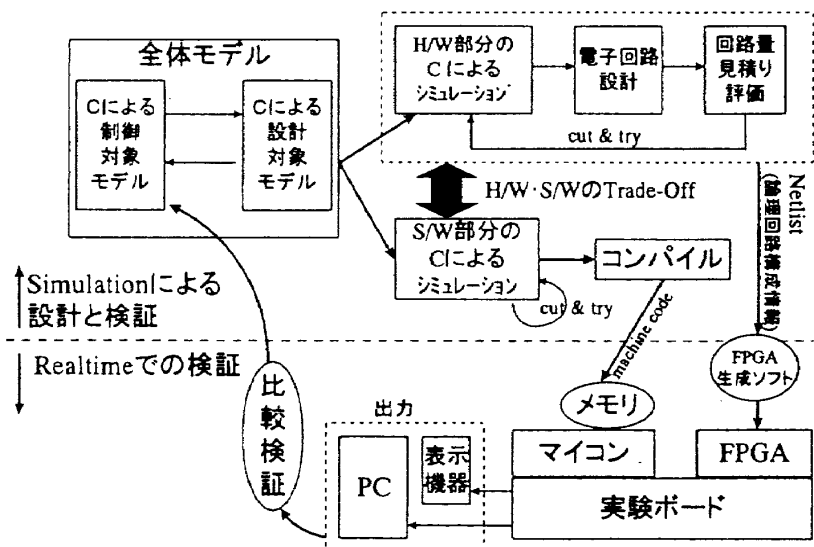 全体モデル
Cによる
制御
対象
モデル
Cによる
設計
対象
モデル
H/W部分の
Cによる
シミュレーション
電子回路
設計
回路量
見積り
評価
cut & try
H/W・S/WのTrade-Off
S/W部分の
Cによる
シミュレーション
cut & try
コンパイル
Netlist
(論理回路構成情報)
Simulationによる
設計と検証
Realtimeでの検証
machine code
FPGA
生成ソフト
比較検証
出力
PC
表示
機器
メモリ
マイコン
FPGA
実験ボード